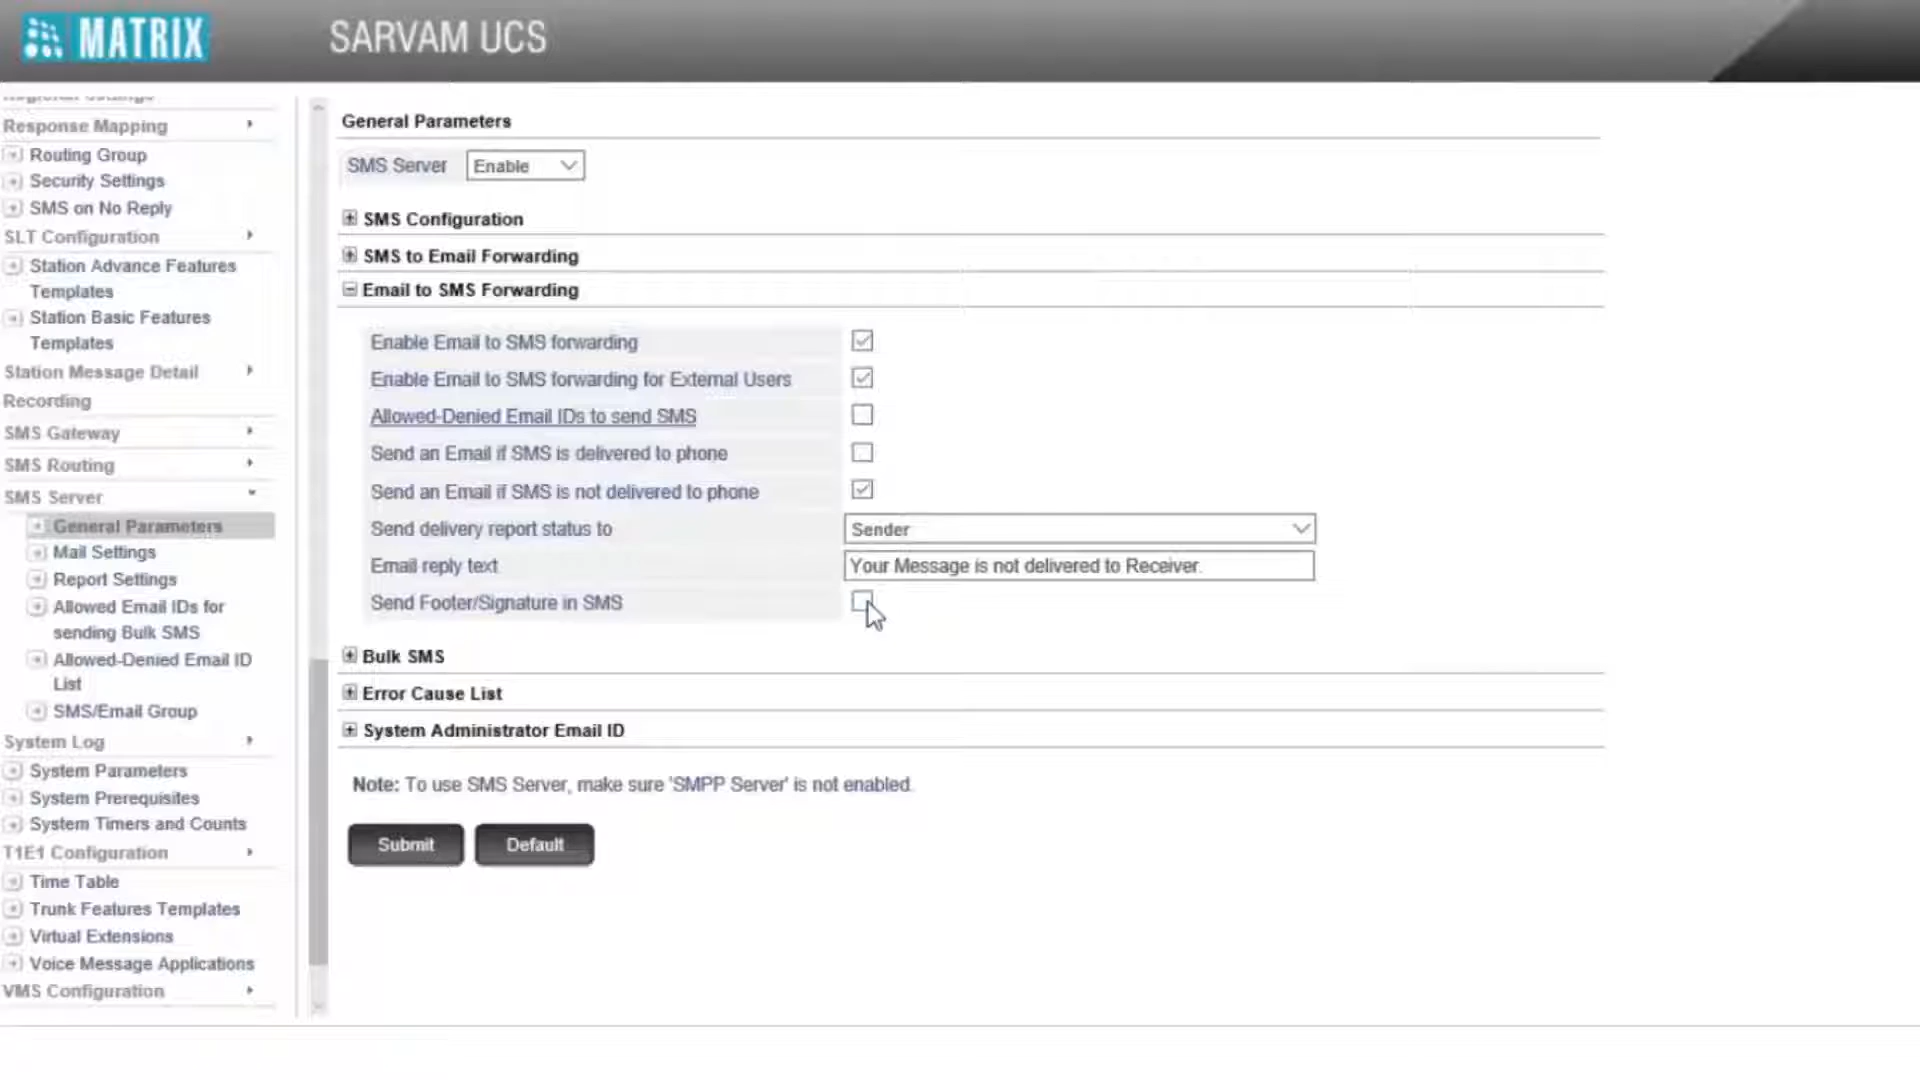 MATRIX
SARVAM UCS
Regional Settings
Response Mapping
Routing Group
Security Settings
SMS on No Reply
SLT Configuration
Station Advance Features
Templates
Station Basic Features
Templates
Station Message Detail
Recording
SMS Gateway
SMS Routing
SMS Server
General Parameters
Mail Settings
Report Settings
Allowed Email IDs for
sending Bulk SMS
Allowed-Denied Email ID
List
SMS/Email Group
System Log
System Parameters
System Prerequisites
System Timers and Counts
T1E1 Configuration
Time Table
Trunk Features Templates
Virtual Extensions
Voice Message Applications
VMS Configuration
General Parameters
SMS Server Enable
SMS Configuration
SMS to Email Forwarding
Email to SMS Forwarding
Enable Email to SMS forwarding
Enable Email to SMS forwarding for External Users
Allowed-Denied Email IDs to send SMS
Send an Email if SMS is delivered to phone
Send an Email if SMS is not delivered to phone
Send delivery report status to Sender
Email reply text Your Message is not delivered to Receiver.
Send Footer/Signature in SMS
Bulk SMS
Error Cause List
System Administrator Email ID
Note: To use SMS Server, make sure 'SMPP Server' is not enabled.
Submit Default